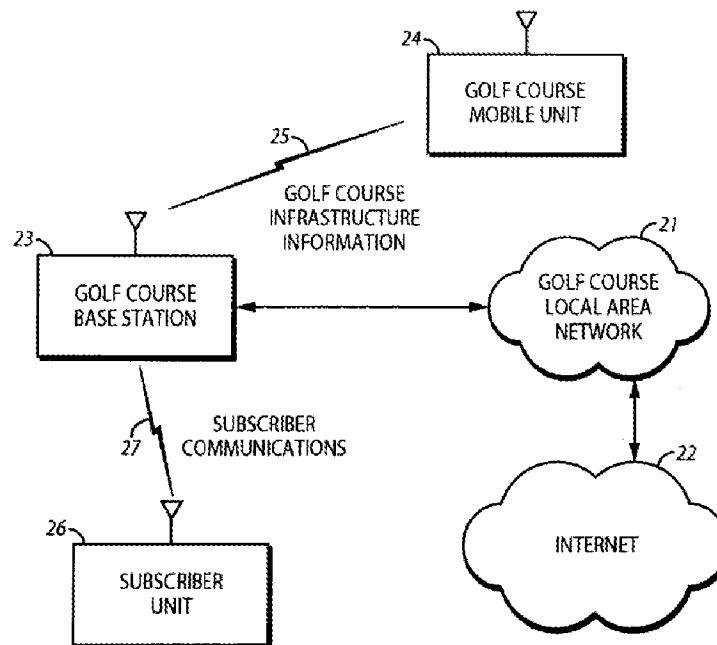 24
GOLF COURSE
MOBILE UNIT
25
GOLF COURSE
INFRASTRUCTURE
INFORMATION
23
GOLF COURSE
BASE STATION
21
GOLF COURSE
LOCAL AREA
NETWORK
27
SUBSCRIBER
COMMUNICATIONS
22
INTERNET
26
SUBSCRIBER
UNIT